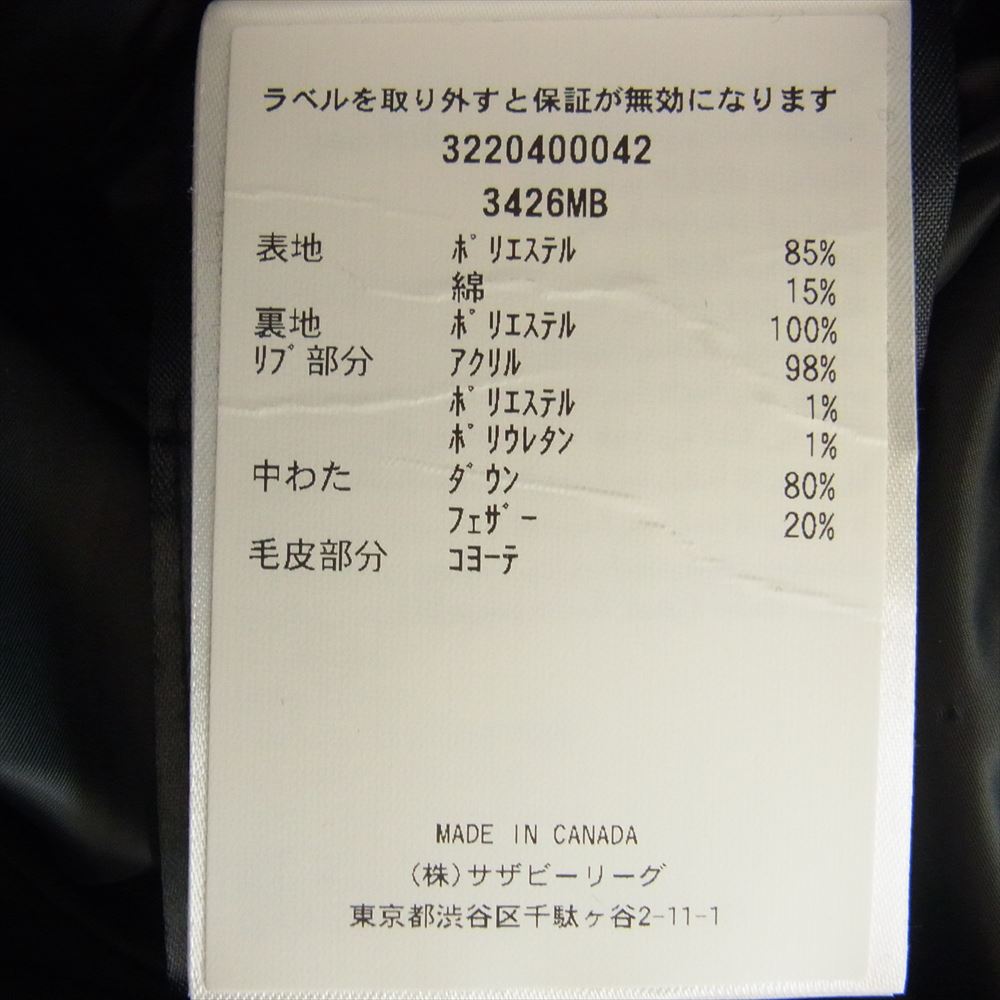 ラベルを取り外すと保証が無効になります
3220400042
3426MB
表地 ﾎﾟﾘｴｽﾃﾙ 85%
綿 15%
裏地 ﾎﾟﾘｴｽﾃﾙ 100%
ﾘﾌﾞ部分 ｱｸﾘﾙ 98%
ﾎﾟﾘｴｽﾃﾙ 1%
ﾎﾟﾘｳﾚﾀﾝ 1%
中わた ﾀﾞｳﾝ 80%
ﾌｪｻﾞｰ 20%
毛皮部分 ｺﾖｰﾃ
MADE IN CANADA
(株)サザビーリーグ
東京都渋谷区千駄ヶ谷2-11-1